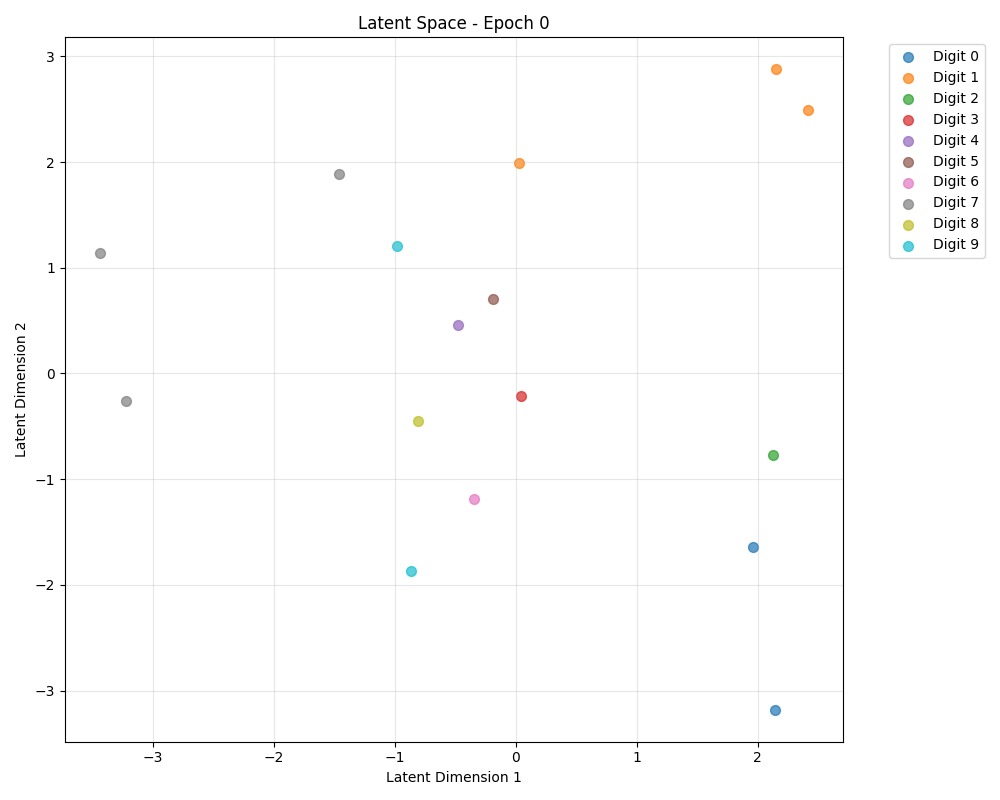 Latent Space - Epoch 0
Digit 0
Digit 1
Digit 2
Digit 3
Digit 4
Digit 5
Digit 6
Digit 7
Digit 8
Digit 9
Latent Dimension 2
3
2
1
0
−1
−2
−3
−3 −2 −1 0 1 2
Latent Dimension 1